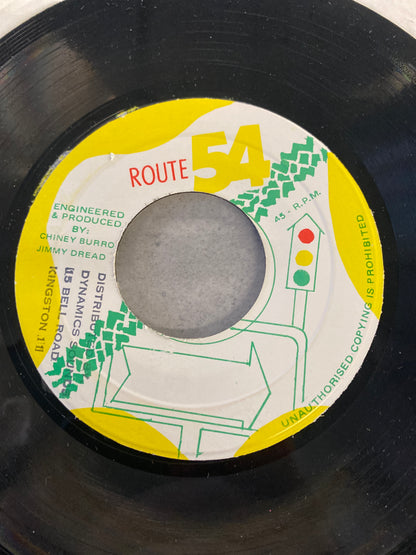 ROUTE 54
ENGINEERED
& PRODUCED
BY:
CHINEY BURRO
JIMMY DREAD
45 - R.P.M.
DYNAMICS
15 BELL ROAD
KINGSTON 11
UNAUTHORISED COPYING IS PROHIBITED